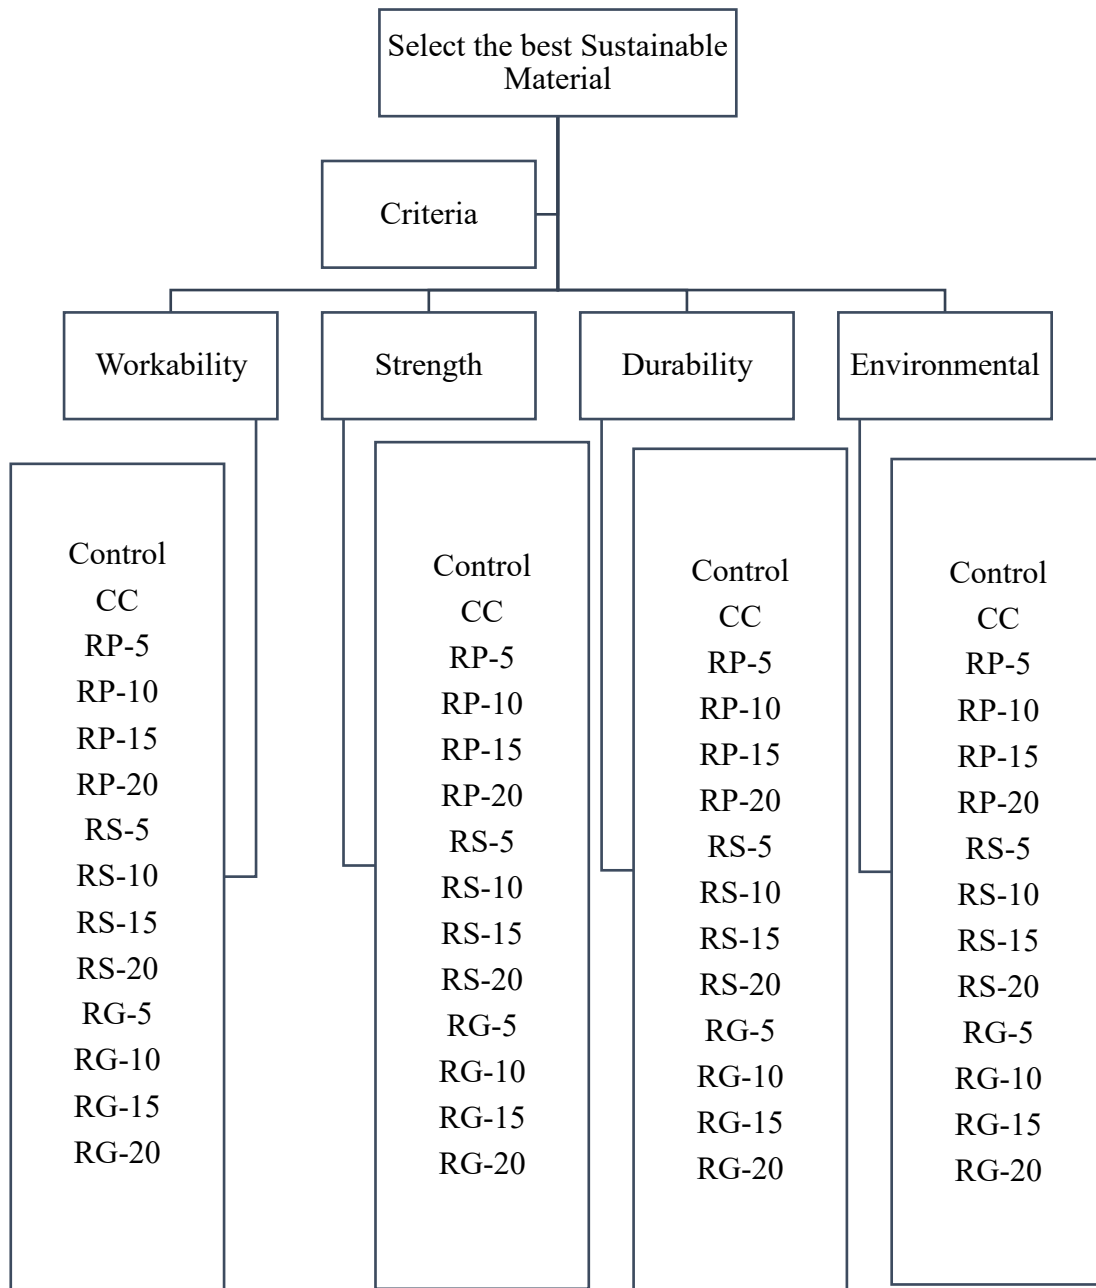 Select the best Sustainable
Material
Criteria
Workability
Strength
Durability
Environmental
Control
CC
RP-5
RP-10
RP-15
RP-20
RS-5
RS-10
RS-15
RS-20
RG-5
RG-10
RG-15
RG-20
Control
CC
RP-5
RP-10
RP-15
RP-20
RS-5
RS-10
RS-15
RS-20
RG-5
RG-10
RG-15
RG-20
Control
CC
RP-5
RP-10
RP-15
RP-20
RS-5
RS-10
RS-15
RS-20
RG-5
RG-10
RG-15
RG-20
Control
CC
RP-5
RP-10
RP-15
RP-20
RS-5
RS-10
RS-15
RS-20
RG-5
RG-10
RG-15
RG-20